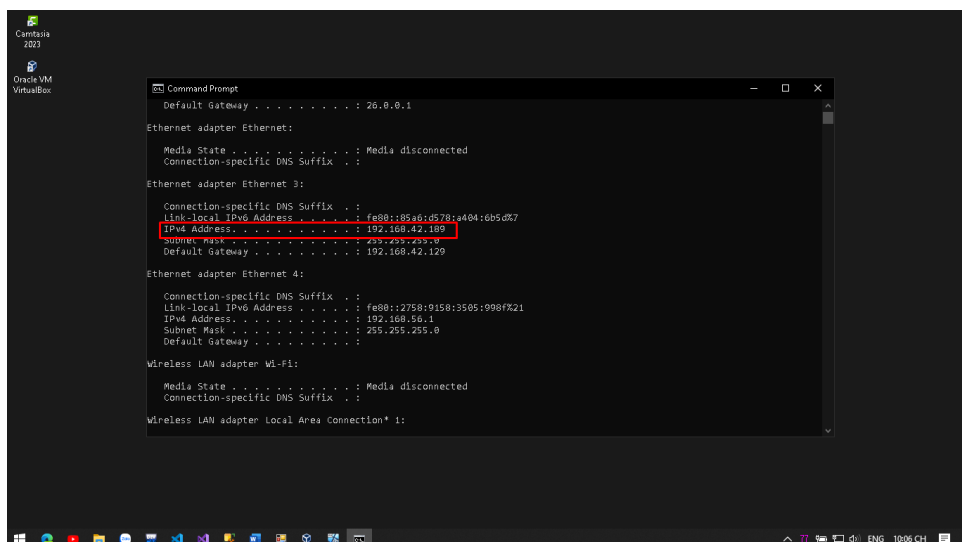 Camtasia
2023
Oracle VM
VirtualBox
Command Prompt
Default Gateway . . . . . . . . . : 26.0.0.1
Ethernet adapter Ethernet:
Media State . . . . . . . . . . . : Media disconnected
Connection-specific DNS Suffix  . :
Ethernet adapter Ethernet 3:
Connection-specific DNS Suffix  . :
Link-local IPv6 Address . . . . . : fe80::85a6:d578:a404:6b5d%7
IPv4 Address. . . . . . . . . . . : 192.168.42.189
Subnet Mask . . . . . . . . . . . : 255.255.255.0
Default Gateway . . . . . . . . . : 192.168.42.129
Ethernet adapter Ethernet 4:
Connection-specific DNS Suffix  . :
Link-local IPv6 Address . . . . . : fe80::2758:9158:3505:998f%21
IPv4 Address. . . . . . . . . . . : 192.168.56.1
Subnet Mask . . . . . . . . . . . : 255.255.255.0
Default Gateway . . . . . . . . . :
Wireless LAN adapter Wi-Fi:
Media State . . . . . . . . . . . : Media disconnected
Connection-specific DNS Suffix  . :
Wireless LAN adapter Local Area Connection* 1:
ENG 10:06 CH